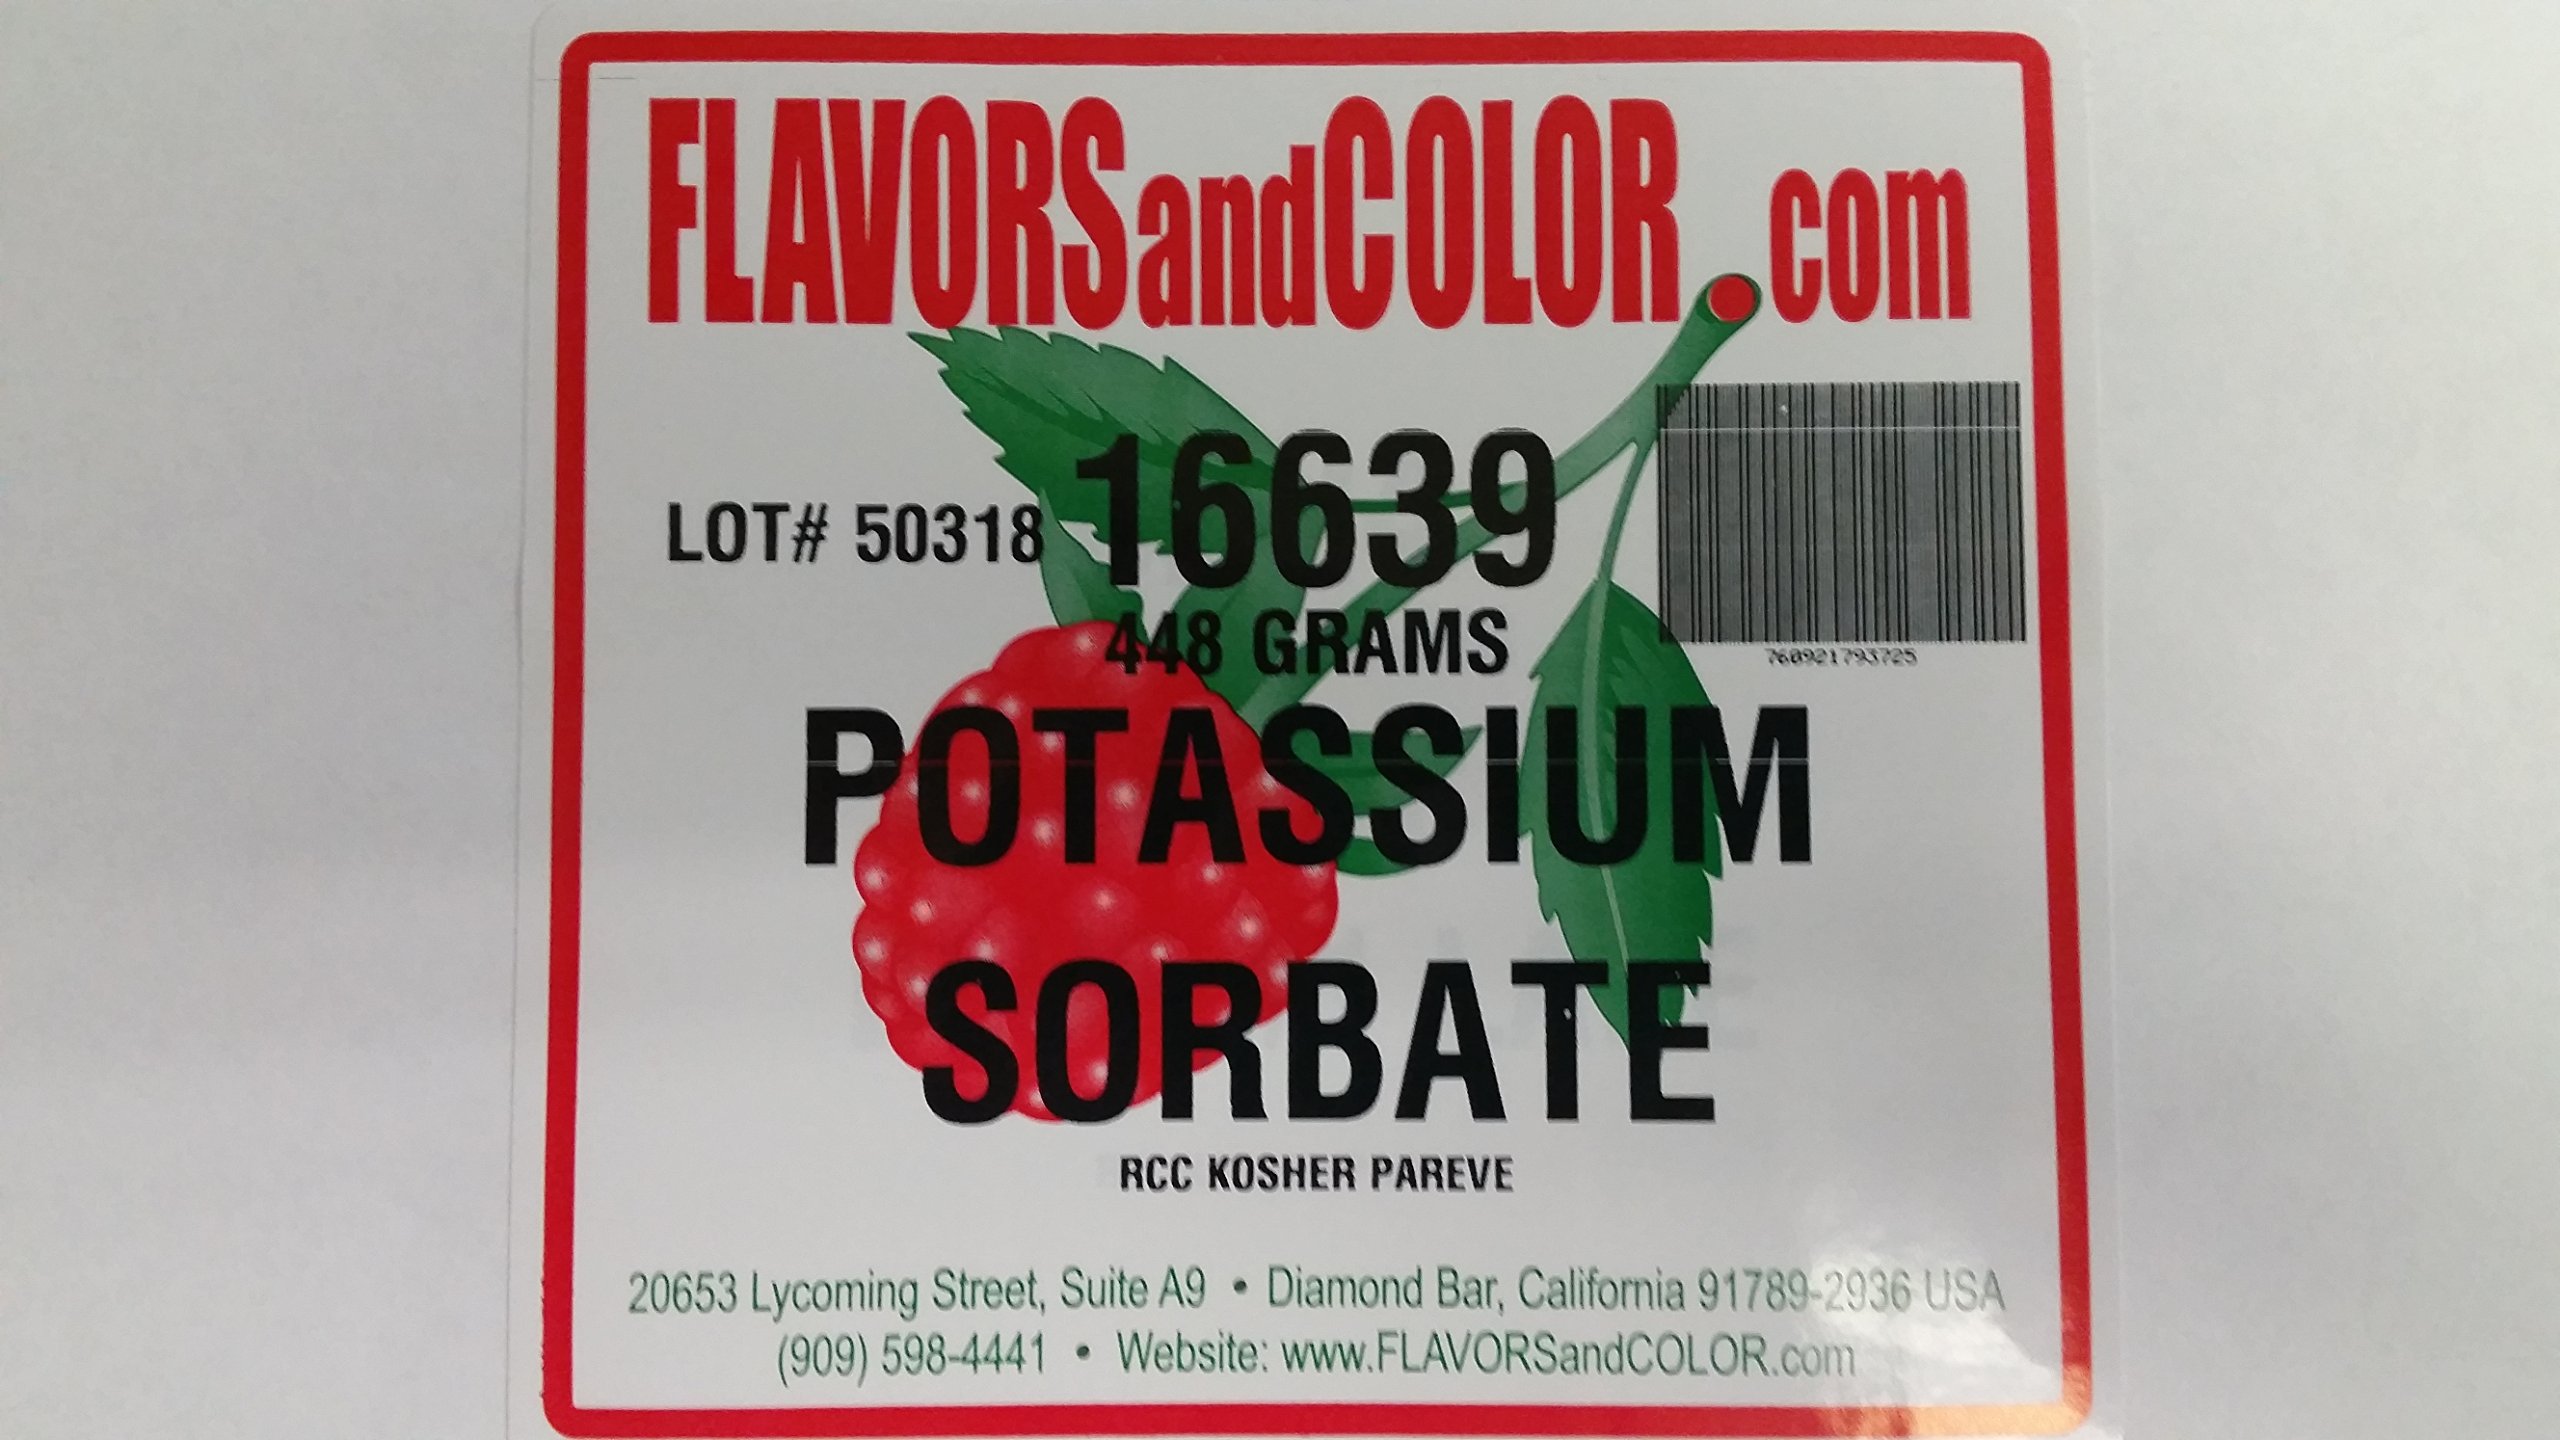 FLAVORSandCOLOR.com
LOT# 50318 16639
448 GRAMS
760921793725
POTASSIUM
SORBATE
RCC KOSHER PAREVE
20653 Lycoming Street, Suite A9 • Diamond Bar, California 91789-2936 USA
(909) 598-4441 • Website: www.FLAVORSandCOLOR.com